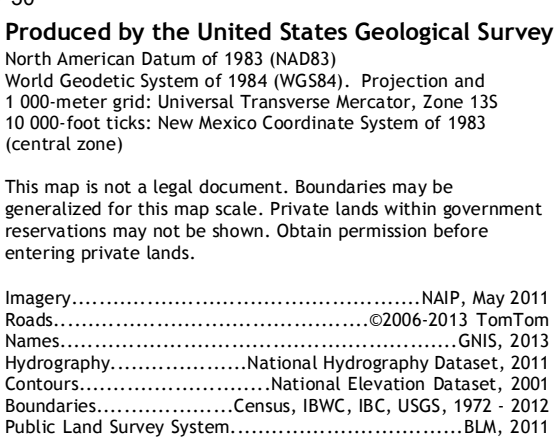 Produced by the United States Geological Survey
North American Datum of 1983 (NAD83)
World Geodetic System of 1984 (WGS84). Projection and
1 000-meter grid: Universal Transverse Mercator, Zone 13S
10 000-foot ticks: New Mexico Coordinate System of 1983
(central zone)
This map is not a legal document. Boundaries may be
generalized for this map scale. Private lands within government
reservations may not be shown. Obtain permission before
entering private lands.
Imagery..................................................NAIP, May 2011
Roads..............................................©2006-2013 TomTom
Names..........................................................GNIS, 2013
Hydrography....................National Hydrography Dataset, 2011
Contours............................National Elevation Dataset, 2001
Boundaries...............Census, IBWC, IBC, USGS, 1972 - 2012
Public Land Survey System..................................BLM, 2011